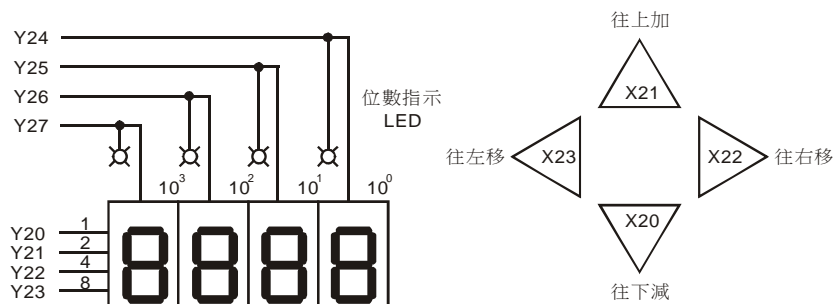 Y24
Y25
Y26
Y27
位數指示
LED
10³
10²
10¹
10⁰
Y20 1
Y21 2
Y22 4
Y23 8
8888
往上加
X21
往左移 X23
X22 往右移
X20
往下減